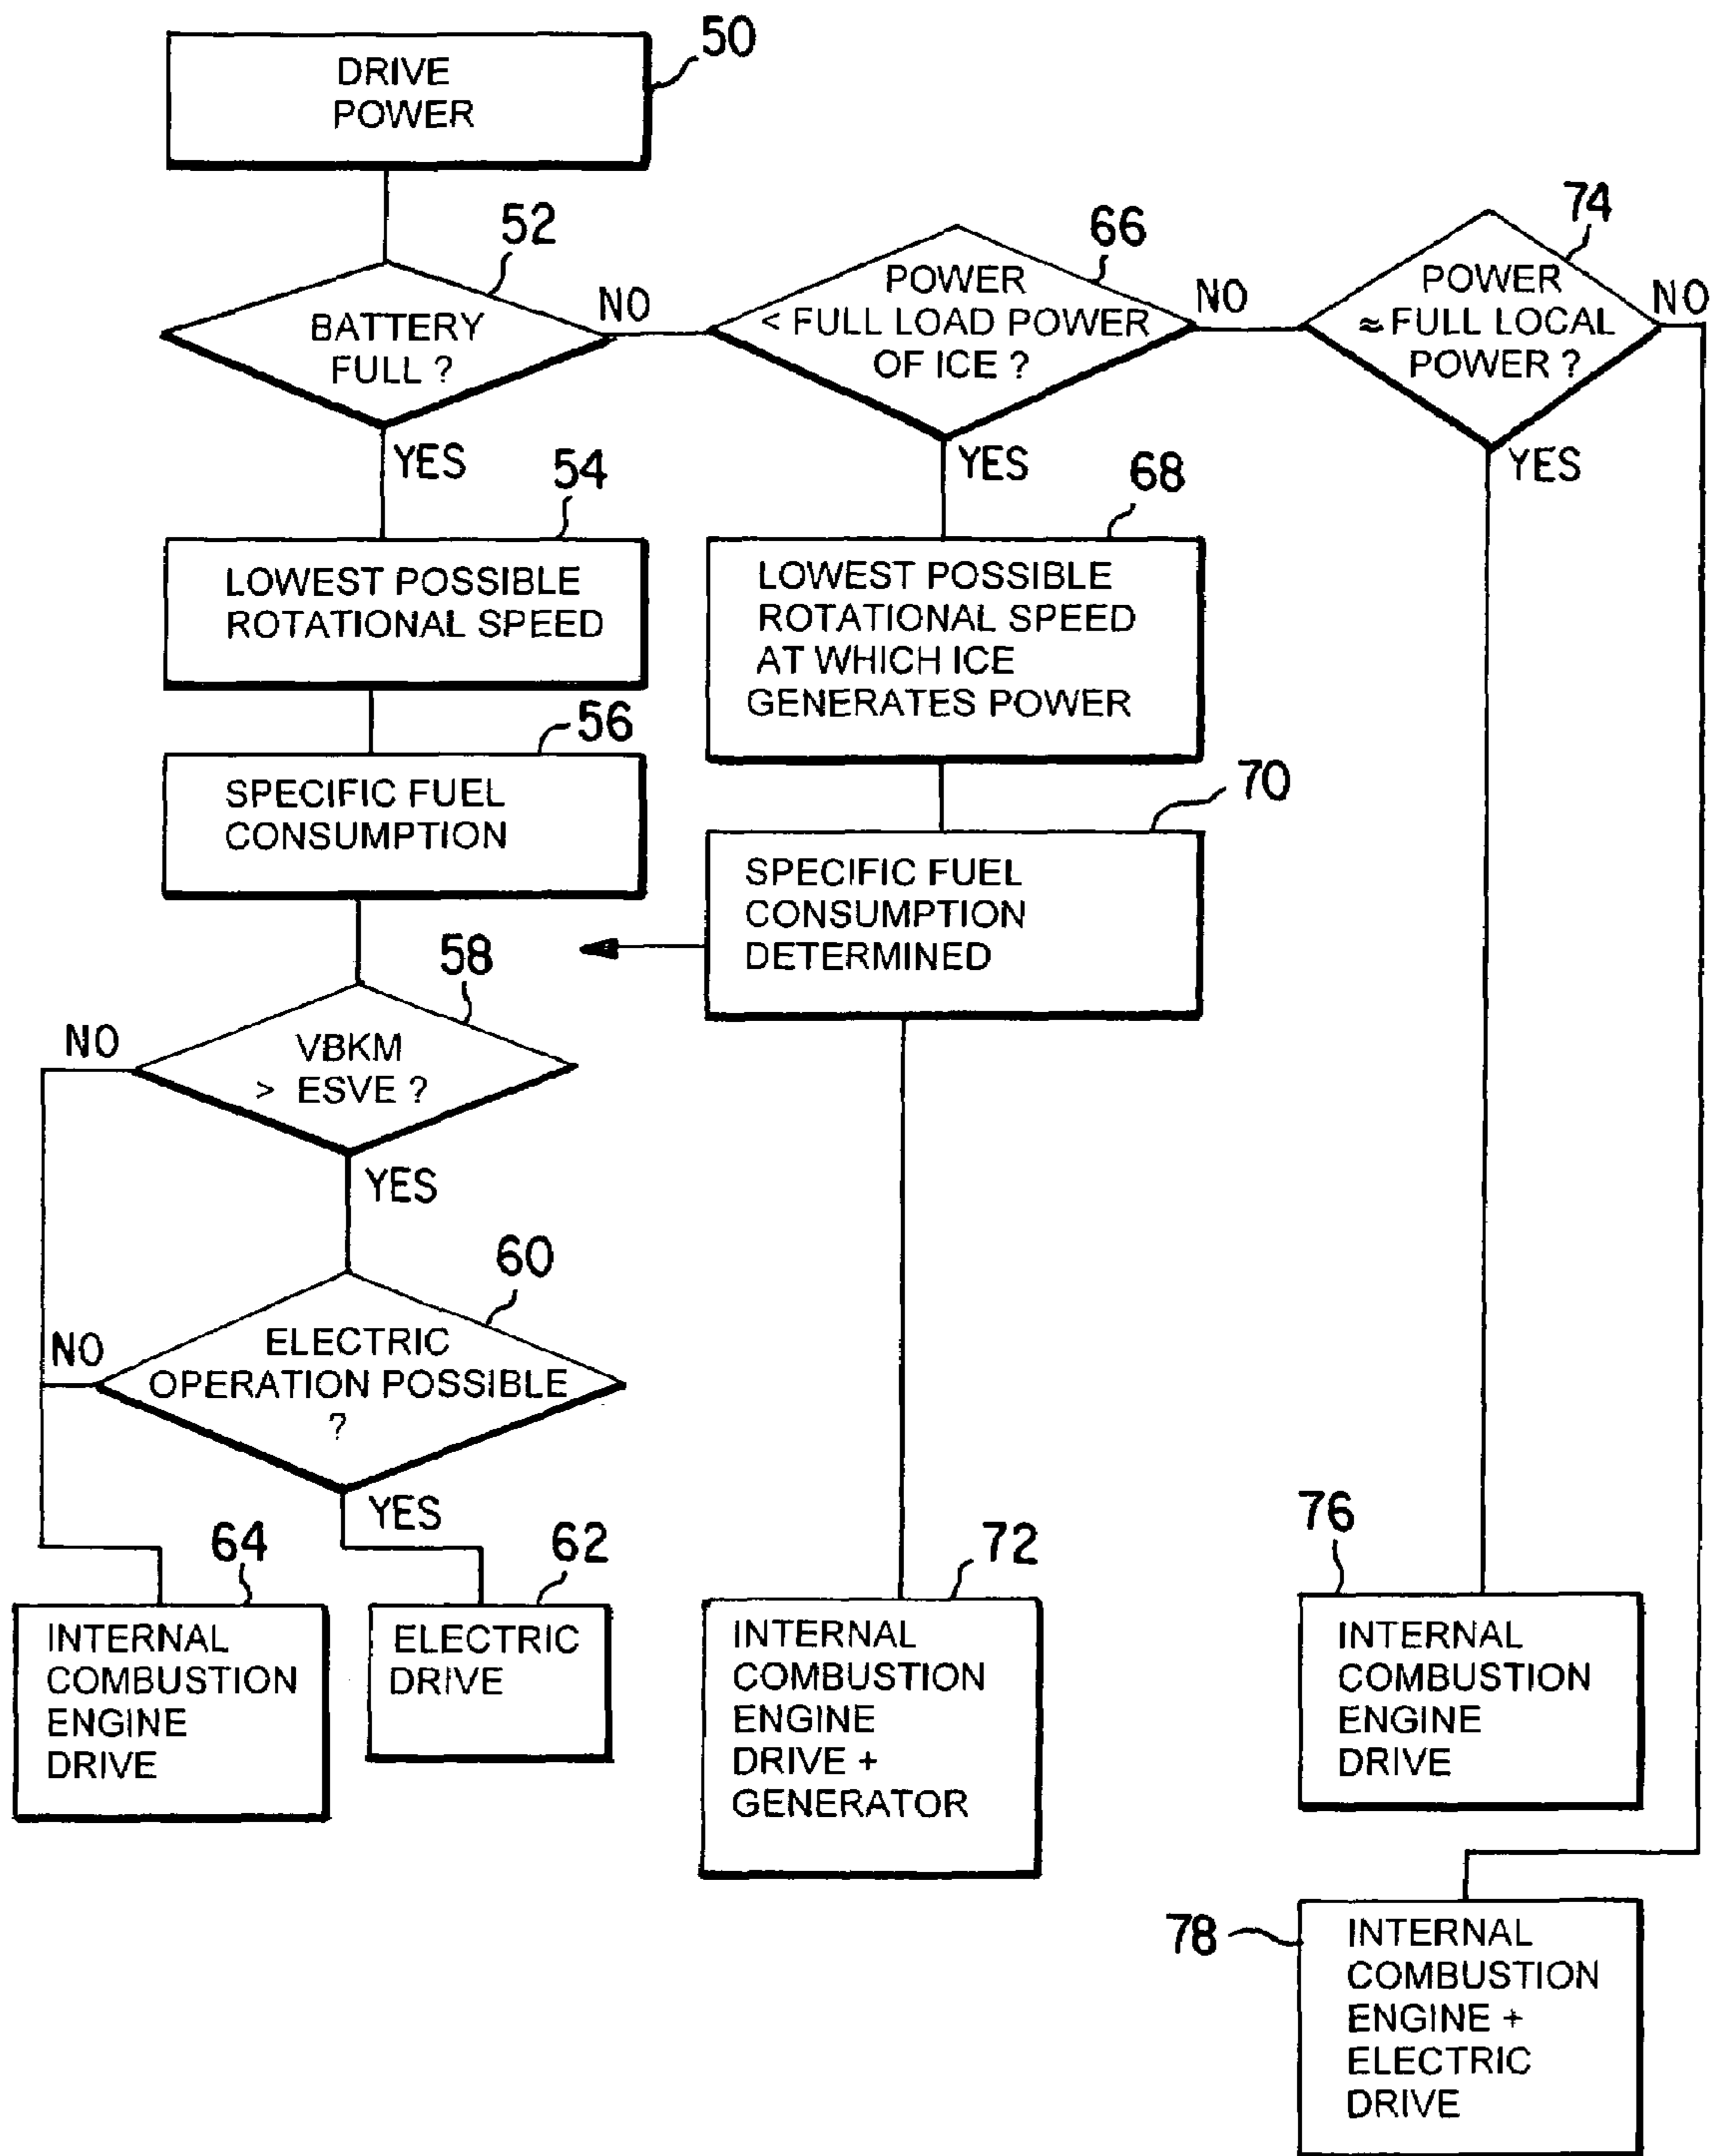 50
DRIVE
POWER
52
BATTERY
FULL ?
NO
YES
66
POWER
< FULL LOAD POWER
OF ICE ?
NO
YES
74
POWER
≈ FULL LOCAL
POWER ?
NO
YES
54
LOWEST POSSIBLE
ROTATIONAL SPEED
56
SPECIFIC FUEL
CONSUMPTION
68
LOWEST POSSIBLE
ROTATIONAL SPEED
AT WHICH ICE
GENERATES POWER
70
SPECIFIC FUEL
CONSUMPTION
DETERMINED
58
VBKM
> ESVE ?
NO
YES
60
ELECTRIC
OPERATION POSSIBLE
?
NO
YES
64
INTERNAL
COMBUSTION
ENGINE
DRIVE
62
ELECTRIC
DRIVE
72
INTERNAL
COMBUSTION
ENGINE
DRIVE +
GENERATOR
76
INTERNAL
COMBUSTION
ENGINE
DRIVE
78
INTERNAL
COMBUSTION
ENGINE +
ELECTRIC
DRIVE